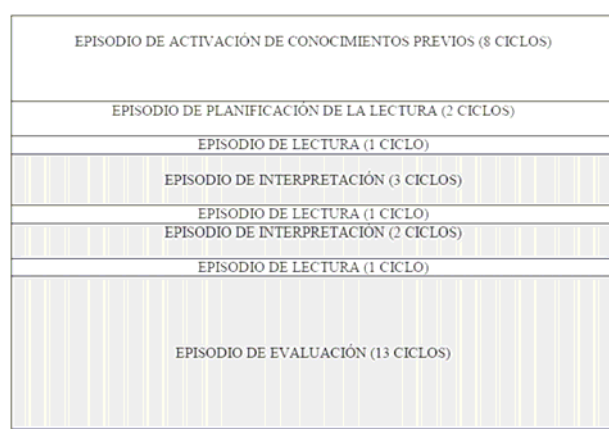 EPISODIO DE ACTIVACIÓN DE CONOCIMIENTOS PREVIOS (8 CICLOS)
EPISODIO DE PLANIFICACIÓN DE LA LECTURA (2 CICLOS)
EPISODIO DE LECTURA (1 CICLO)
EPISODIO DE INTERPRETACIÓN (3 CICLOS)
EPISODIO DE LECTURA (1 CICLO)
EPISODIO DE INTERPRETACIÓN (2 CICLOS)
EPISODIO DE LECTURA (1 CICLO)
EPISODIO DE EVALUACIÓN (13 CICLOS)